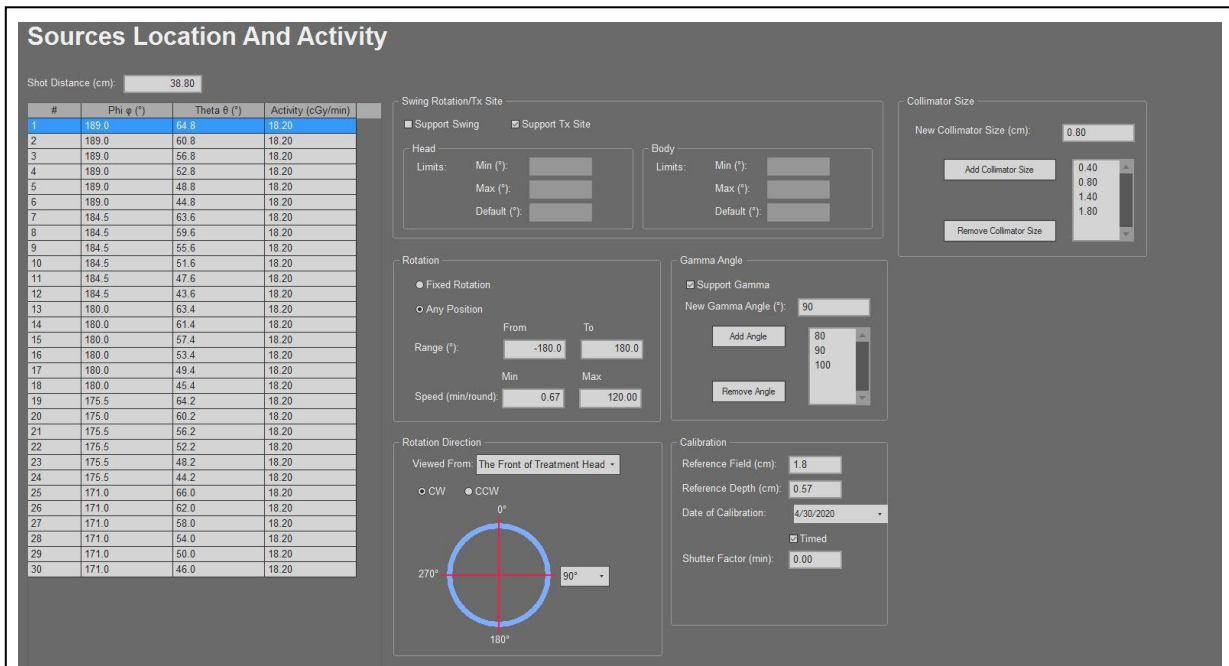 Sources Location And Activity
Shot Distance (cm): 38.80
# Phi φ (°) Theta θ (°) Activity (cGy/min)
1 189.0 64.8 18.20
2 189.0 60.8 18.20
3 189.0 56.8 18.20
4 189.0 52.8 18.20
5 189.0 48.8 18.20
6 189.0 44.8 18.20
7 184.5 63.6 18.20
8 184.5 59.6 18.20
9 184.5 55.6 18.20
10 184.5 51.6 18.20
11 184.5 47.6 18.20
12 184.5 43.6 18.20
13 180.0 63.4 18.20
14 180.0 61.4 18.20
15 180.0 57.4 18.20
16 180.0 53.4 18.20
17 180.0 49.4 18.20
18 180.0 45.4 18.20
19 175.5 64.2 18.20
20 175.0 60.2 18.20
21 175.5 56.2 18.20
22 175.5 52.2 18.20
23 175.5 48.2 18.20
24 175.5 44.2 18.20
25 171.0 66.0 18.20
26 171.0 62.0 18.20
27 171.0 58.0 18.20
28 171.0 54.0 18.20
29 171.0 50.0 18.20
30 171.0 46.0 18.20
Swing Rotation/Tx Site
Support Swing Support Tx Site
Head
Limits: Min (°):
Max (°):
Default (°):
Body
Limits: Min (°):
Max (°):
Default (°):
Collimator Size
New Collimator Size (cm): 0.80
Add Collimator Size
Remove Collimator Size
0.40
0.80
1.40
1.80
Rotation
Fixed Rotation
Any Position
From To
Range (°): -180.0 180.0
Min Max
Speed (min/round): 0.67 120.00
Gamma Angle
Support Gamma
New Gamma Angle (°): 90
Add Angle
Remove Angle
80
90
100
Rotation Direction
Viewed From: The Front of Treatment Head
CW CCW
0°
270° 90°
180°
Calibration
Reference Field (cm): 1.8
Reference Depth (cm): 0.57
Date of Calibration: 4/30/2020
Timed
Shutter Factor (min): 0.00